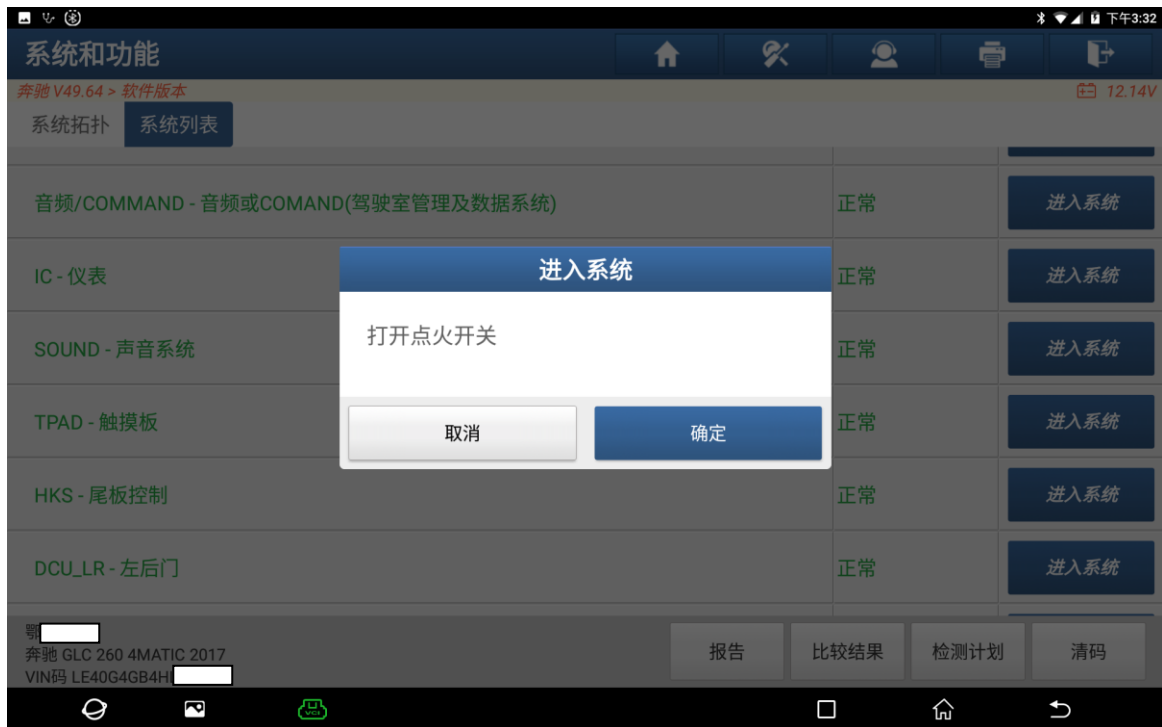 下午3:32
系统和功能
奔驰 V49.64 > 软件版本
12.14V
系统拓扑 系统列表
音频/COMMAND - 音频或COMAND(驾驶室管理及数据系统) 正常 进入系统
进入系统
IC - 仪表 正常 进入系统
打开点火开关
SOUND - 声音系统 正常 进入系统
TPAD - 触摸板 正常 进入系统
取消 确定
HKS - 尾板控制 正常 进入系统
DCU_LR - 左后门 正常 进入系统
鄂
奔驰 GLC 260 4MATIC 2017
VIN码 LE40G4GB4H
报告 比较结果 检测计划 清码
VCI